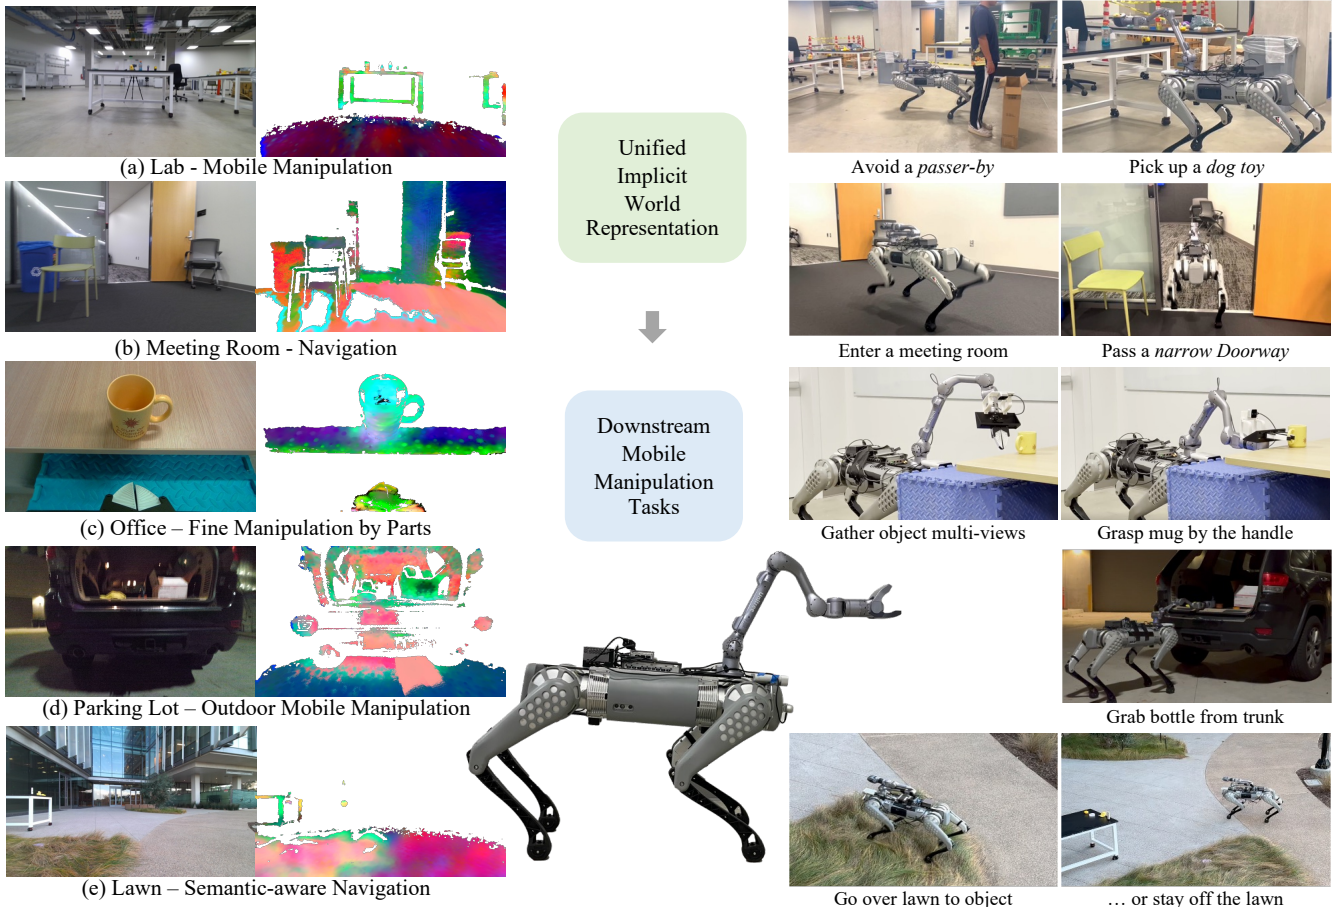 (a) Lab - Mobile Manipulation
(b) Meeting Room - Navigation
(c) Office – Fine Manipulation by Parts
(d) Parking Lot – Outdoor Mobile Manipulation
(e) Lawn – Semantic-aware Navigation
Unified
Implicit
World
Representation
Downstream
Mobile
Manipulation
Tasks
Avoid a passer-by
Pick up a dog toy
Enter a meeting room
Pass a narrow Doorway
Gather object multi-views
Grasp mug by the handle
Grab bottle from trunk
Go over lawn to object
… or stay off the lawn